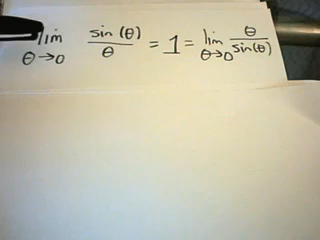 lim θ→0 sin(θ)/θ = 1 = lim θ→0 θ/sin(θ)